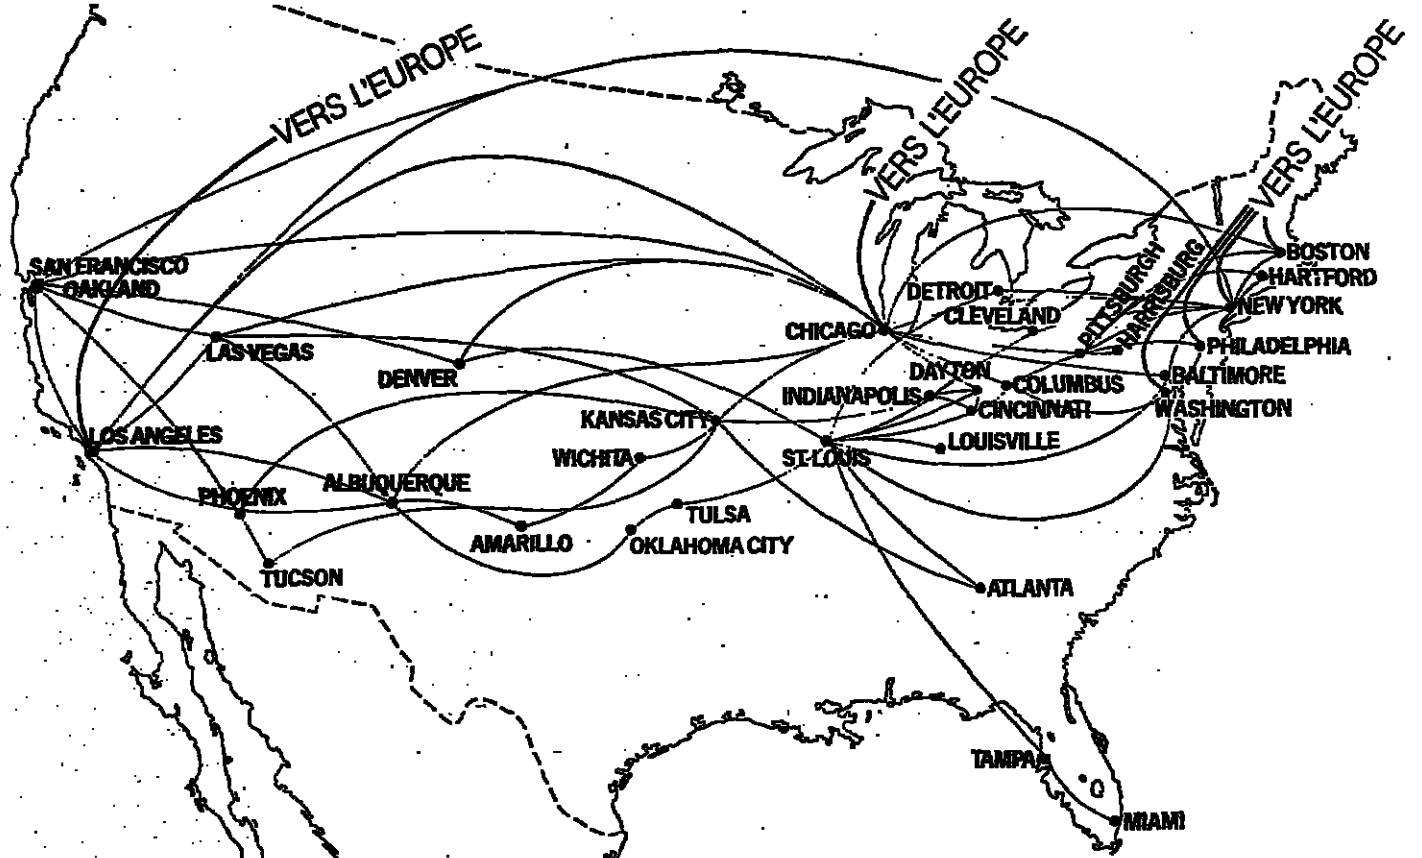 VERS L'EUROPE
VERS L'EUROPE
VERS L'EUROPE
SAN FRANCISCO
OAKLAND
LAS VEGAS
DENVER
LOS ANGELES
PHOENIX
ALBUQUERQUE
TUCSON
AMARILLO
WICHITA
KANSAS CITY
TULSA
OKLAHOMA CITY
CHICAGO
DETROIT
CLEVELAND
PITTSBURGH
HARRISBURG
BOSTON
HARTFORD
NEW YORK
PHILADELPHIA
BALTIMORE
WASHINGTON
DAYTON
COLUMBUS
INDIANAPOLIS
CINCINNATI
LOUISVILLE
ST. LOUIS
ATLANTA
TAMPA
MIAMI